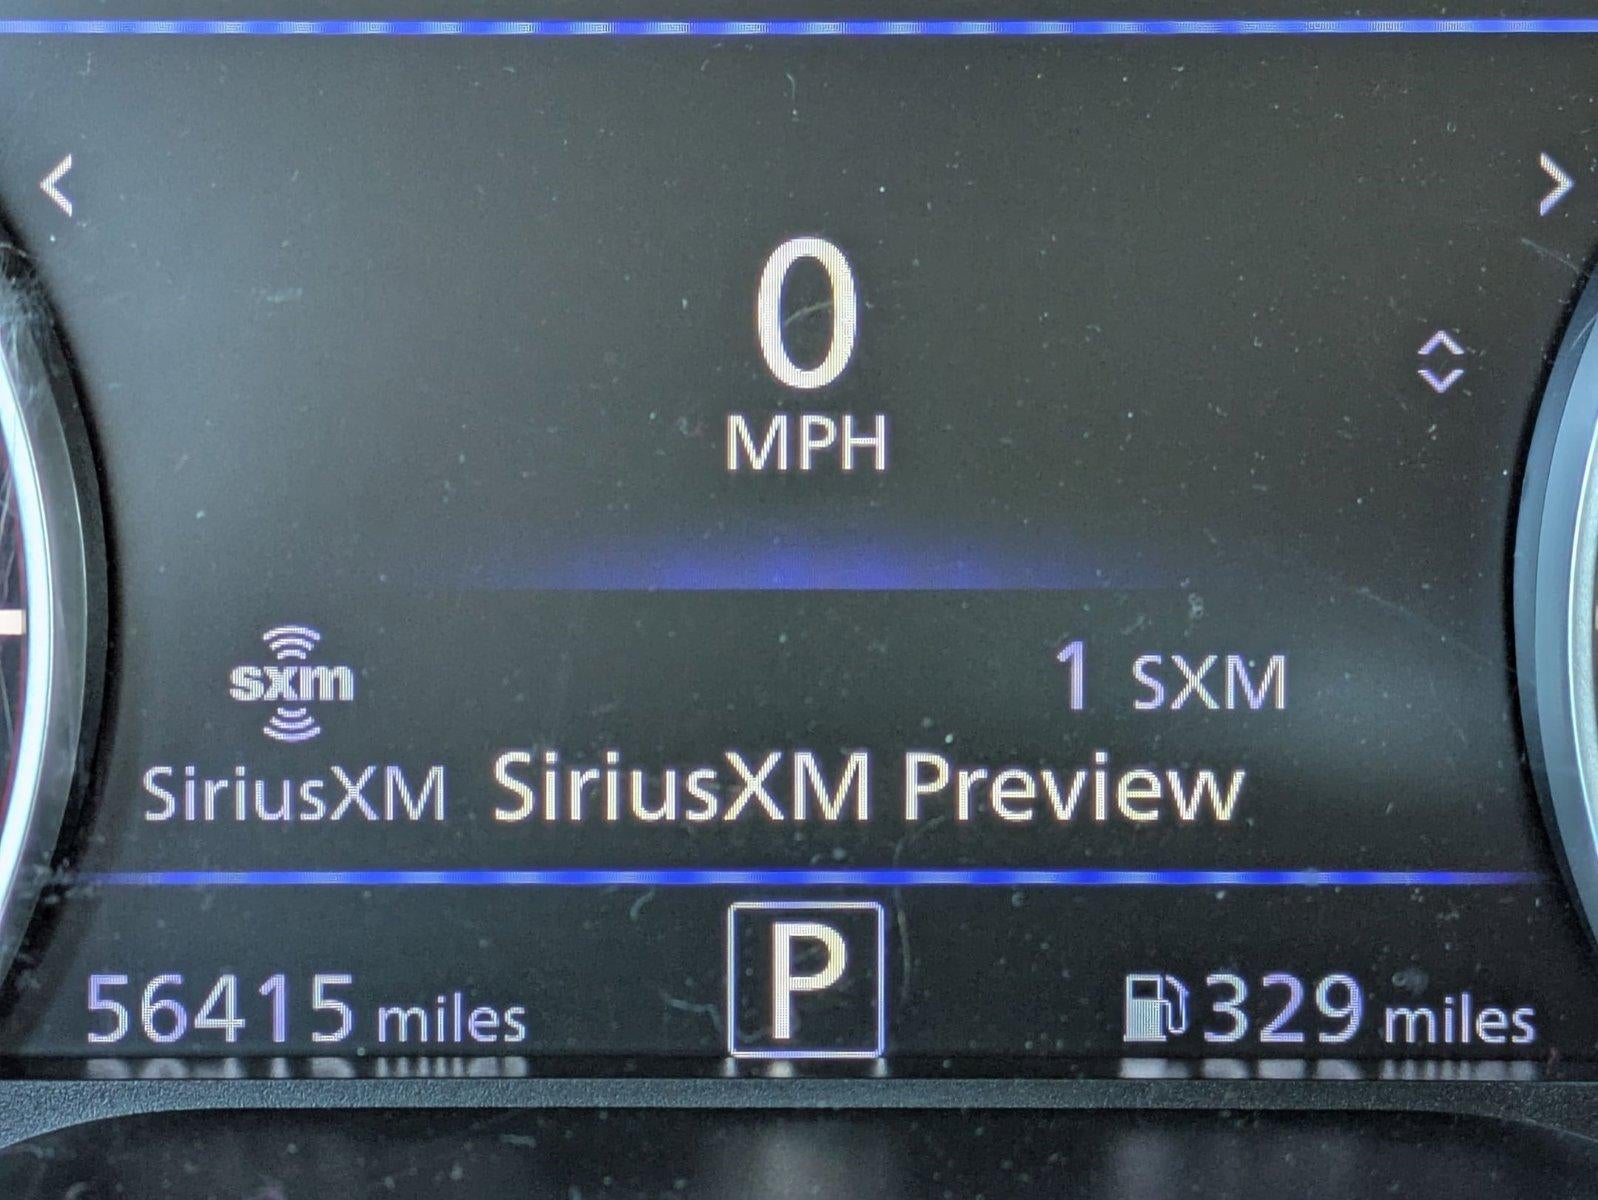 0
MPH
sxm
1 SXM
SiriusXM SiriusXM Preview
56415 miles P 329 miles